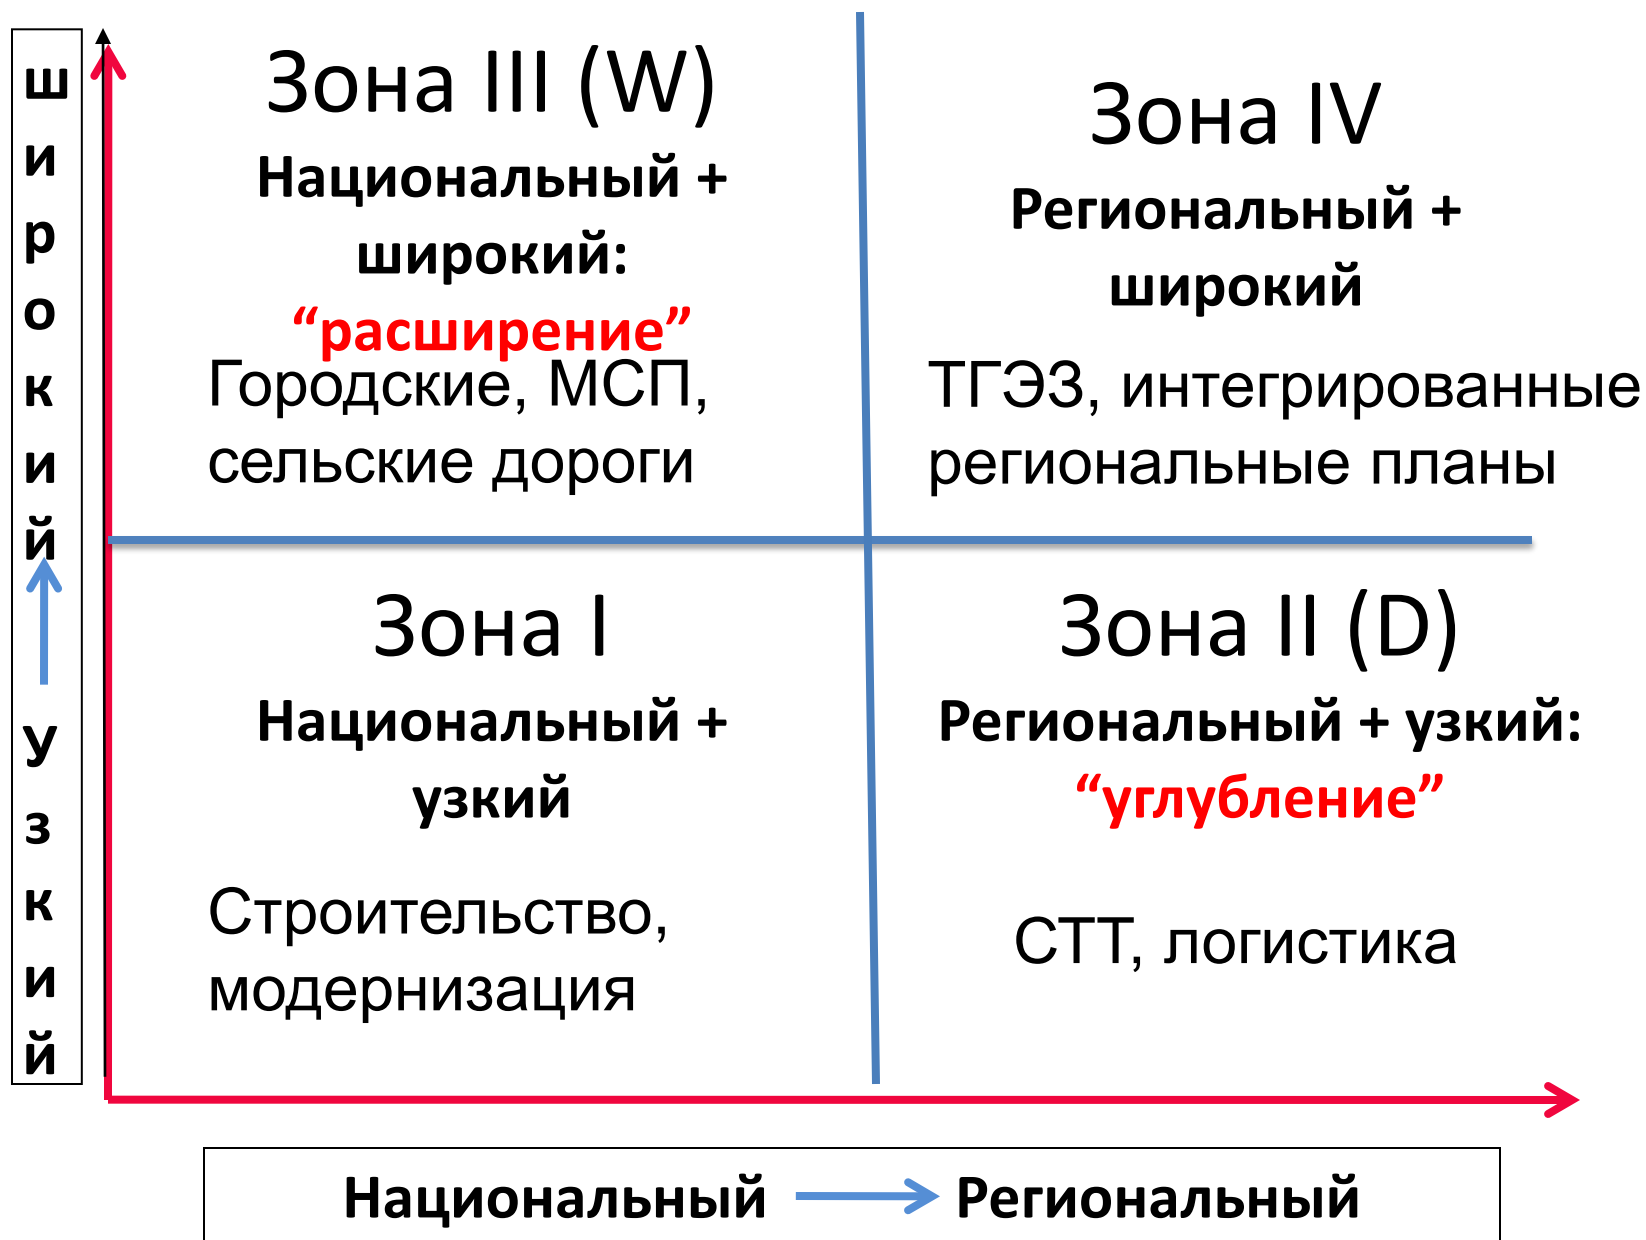 широкий
узкий
Зона III (W)
Национальный +
широкий:
“расширение”
Городские, МСП,
сельские дороги
Зона IV
Региональный +
широкий
ТГЭЗ, интегрированные
региональные планы
Зона I
Национальный +
узкий
Строительство,
модернизация
Зона II (D)
Региональный + узкий:
“углубление”
СТТ, логистика
Национальный Региональный